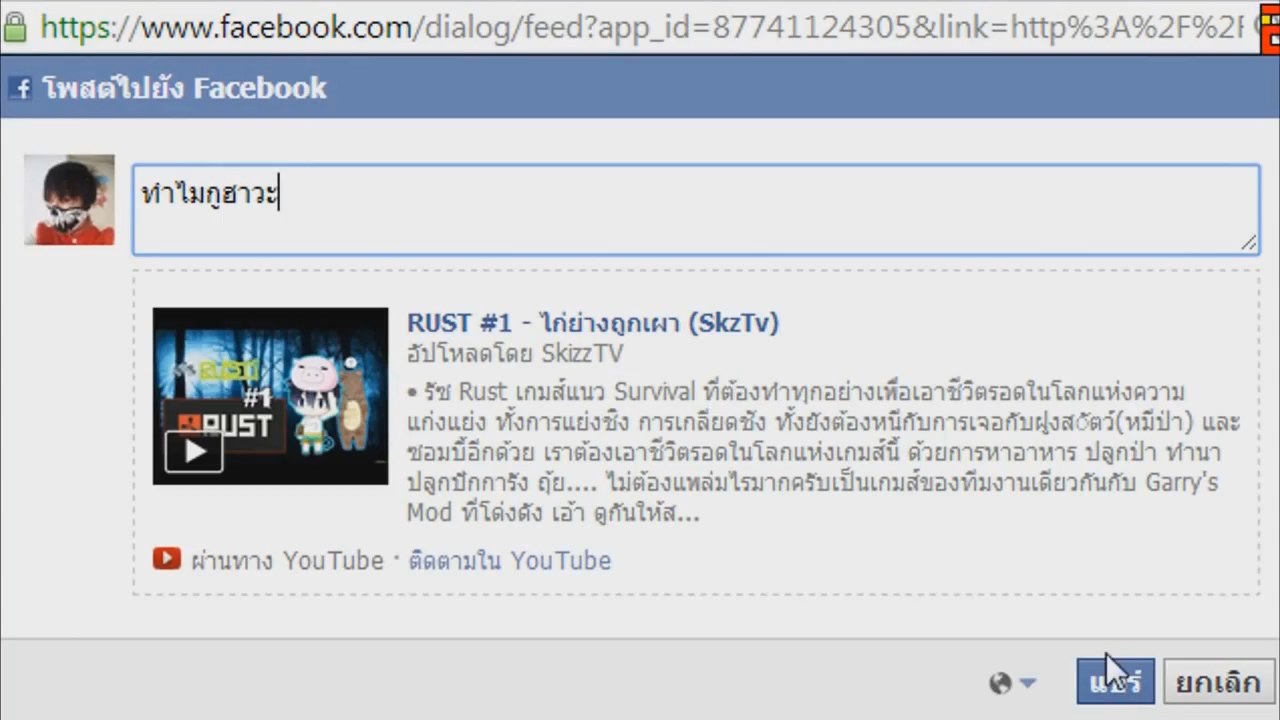 https://www.facebook.com/dialog/feed?app_id=87741124305&link=http%3A%2F%2F
โพสต์ไปยัง Facebook
ทำไมกูฮาวะ
RUST #1 - ไก่ย่างถูกเผา (SkzTv)
อัปโหลดโดย SkizzTV
• รัซ Rust เกมส์แนว Survival ที่ต้องทำทุกอย่างเพื่อเอาชีวิตรอดในโลกแห่งความ
แก่งแย่ง ทั้งการแย่งชิง การเกลียดชัง ทั้งยังต้องหนีกับการเจอกับฝูงสัตว์(หมีป่า) และ
ซอมบี้อีกด้วย เราต้องเอาชีวิตรอดในโลกแห่งเกมส์นี้ ด้วยการหาอาหาร ปลูกป่า ทำนา
ปลูกปักการัง ฤุ้ย.... ไม่ต้องแหล่มไรมากครับเป็นเกมส์ของทีมงานเดียวกันกับ Garry's
Mod ที่โด่งดัง เอ้า ดูกันให้ส...
RUST
#1
RUST
ผ่านทาง YouTube · ติดตามใน YouTube
แชร์ ยกเลิก